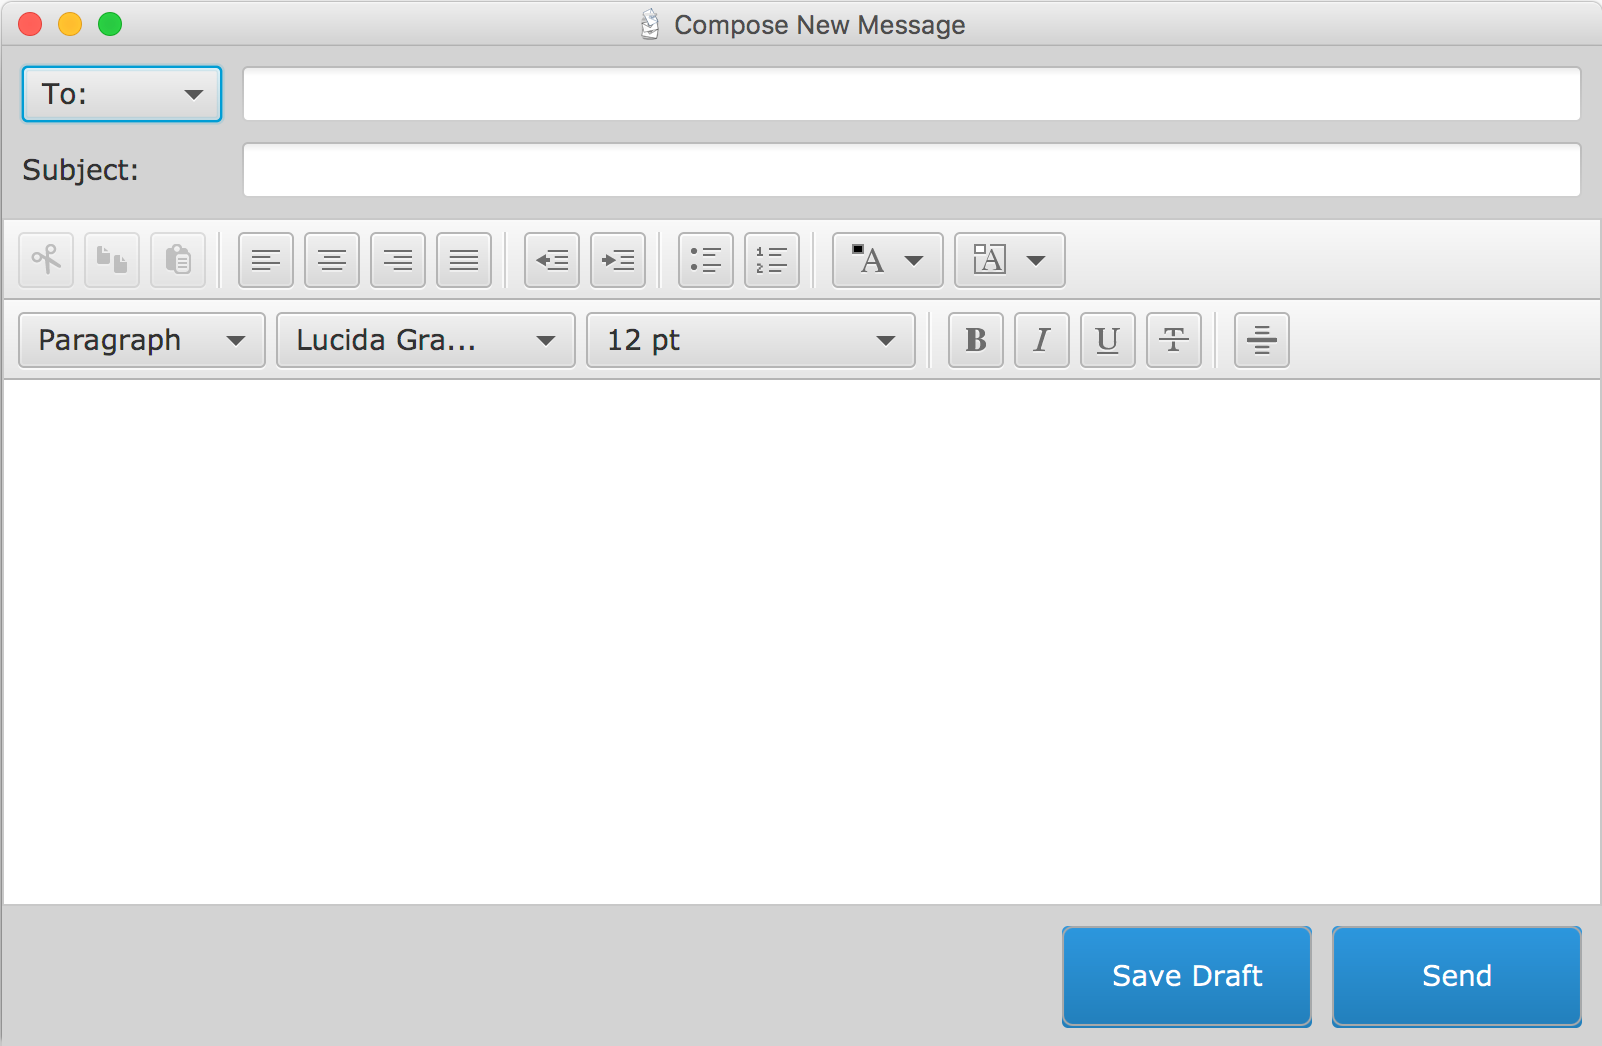 Compose New Message
To:
Subject:
A A
Paragraph Lucida Gra... 12 pt B I U T
Save Draft Send